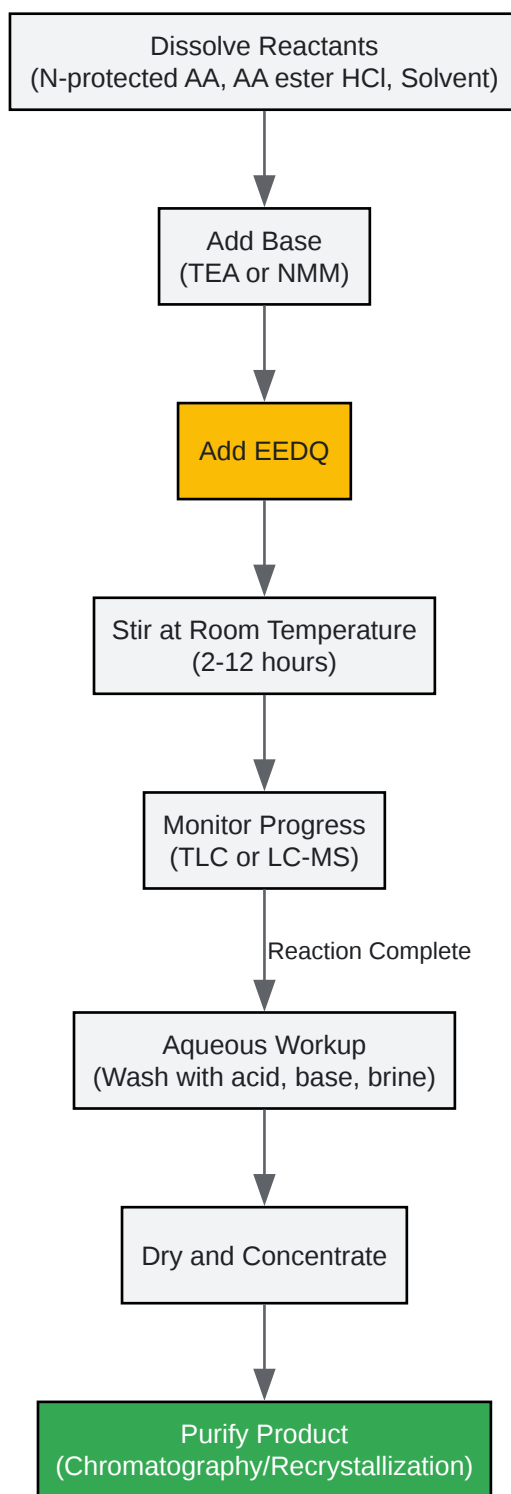 Dissolve Reactants
(N-protected AA, AA ester HCl, Solvent)
Add Base
(TEA or NMM)
Add EEDQ
Stir at Room Temperature
(2-12 hours)
Monitor Progress
(TLC or LC-MS)
Reaction Complete
Aqueous Workup
(Wash with acid, base, brine)
Dry and Concentrate
Purify Product
(Chromatography/Recrystallization)